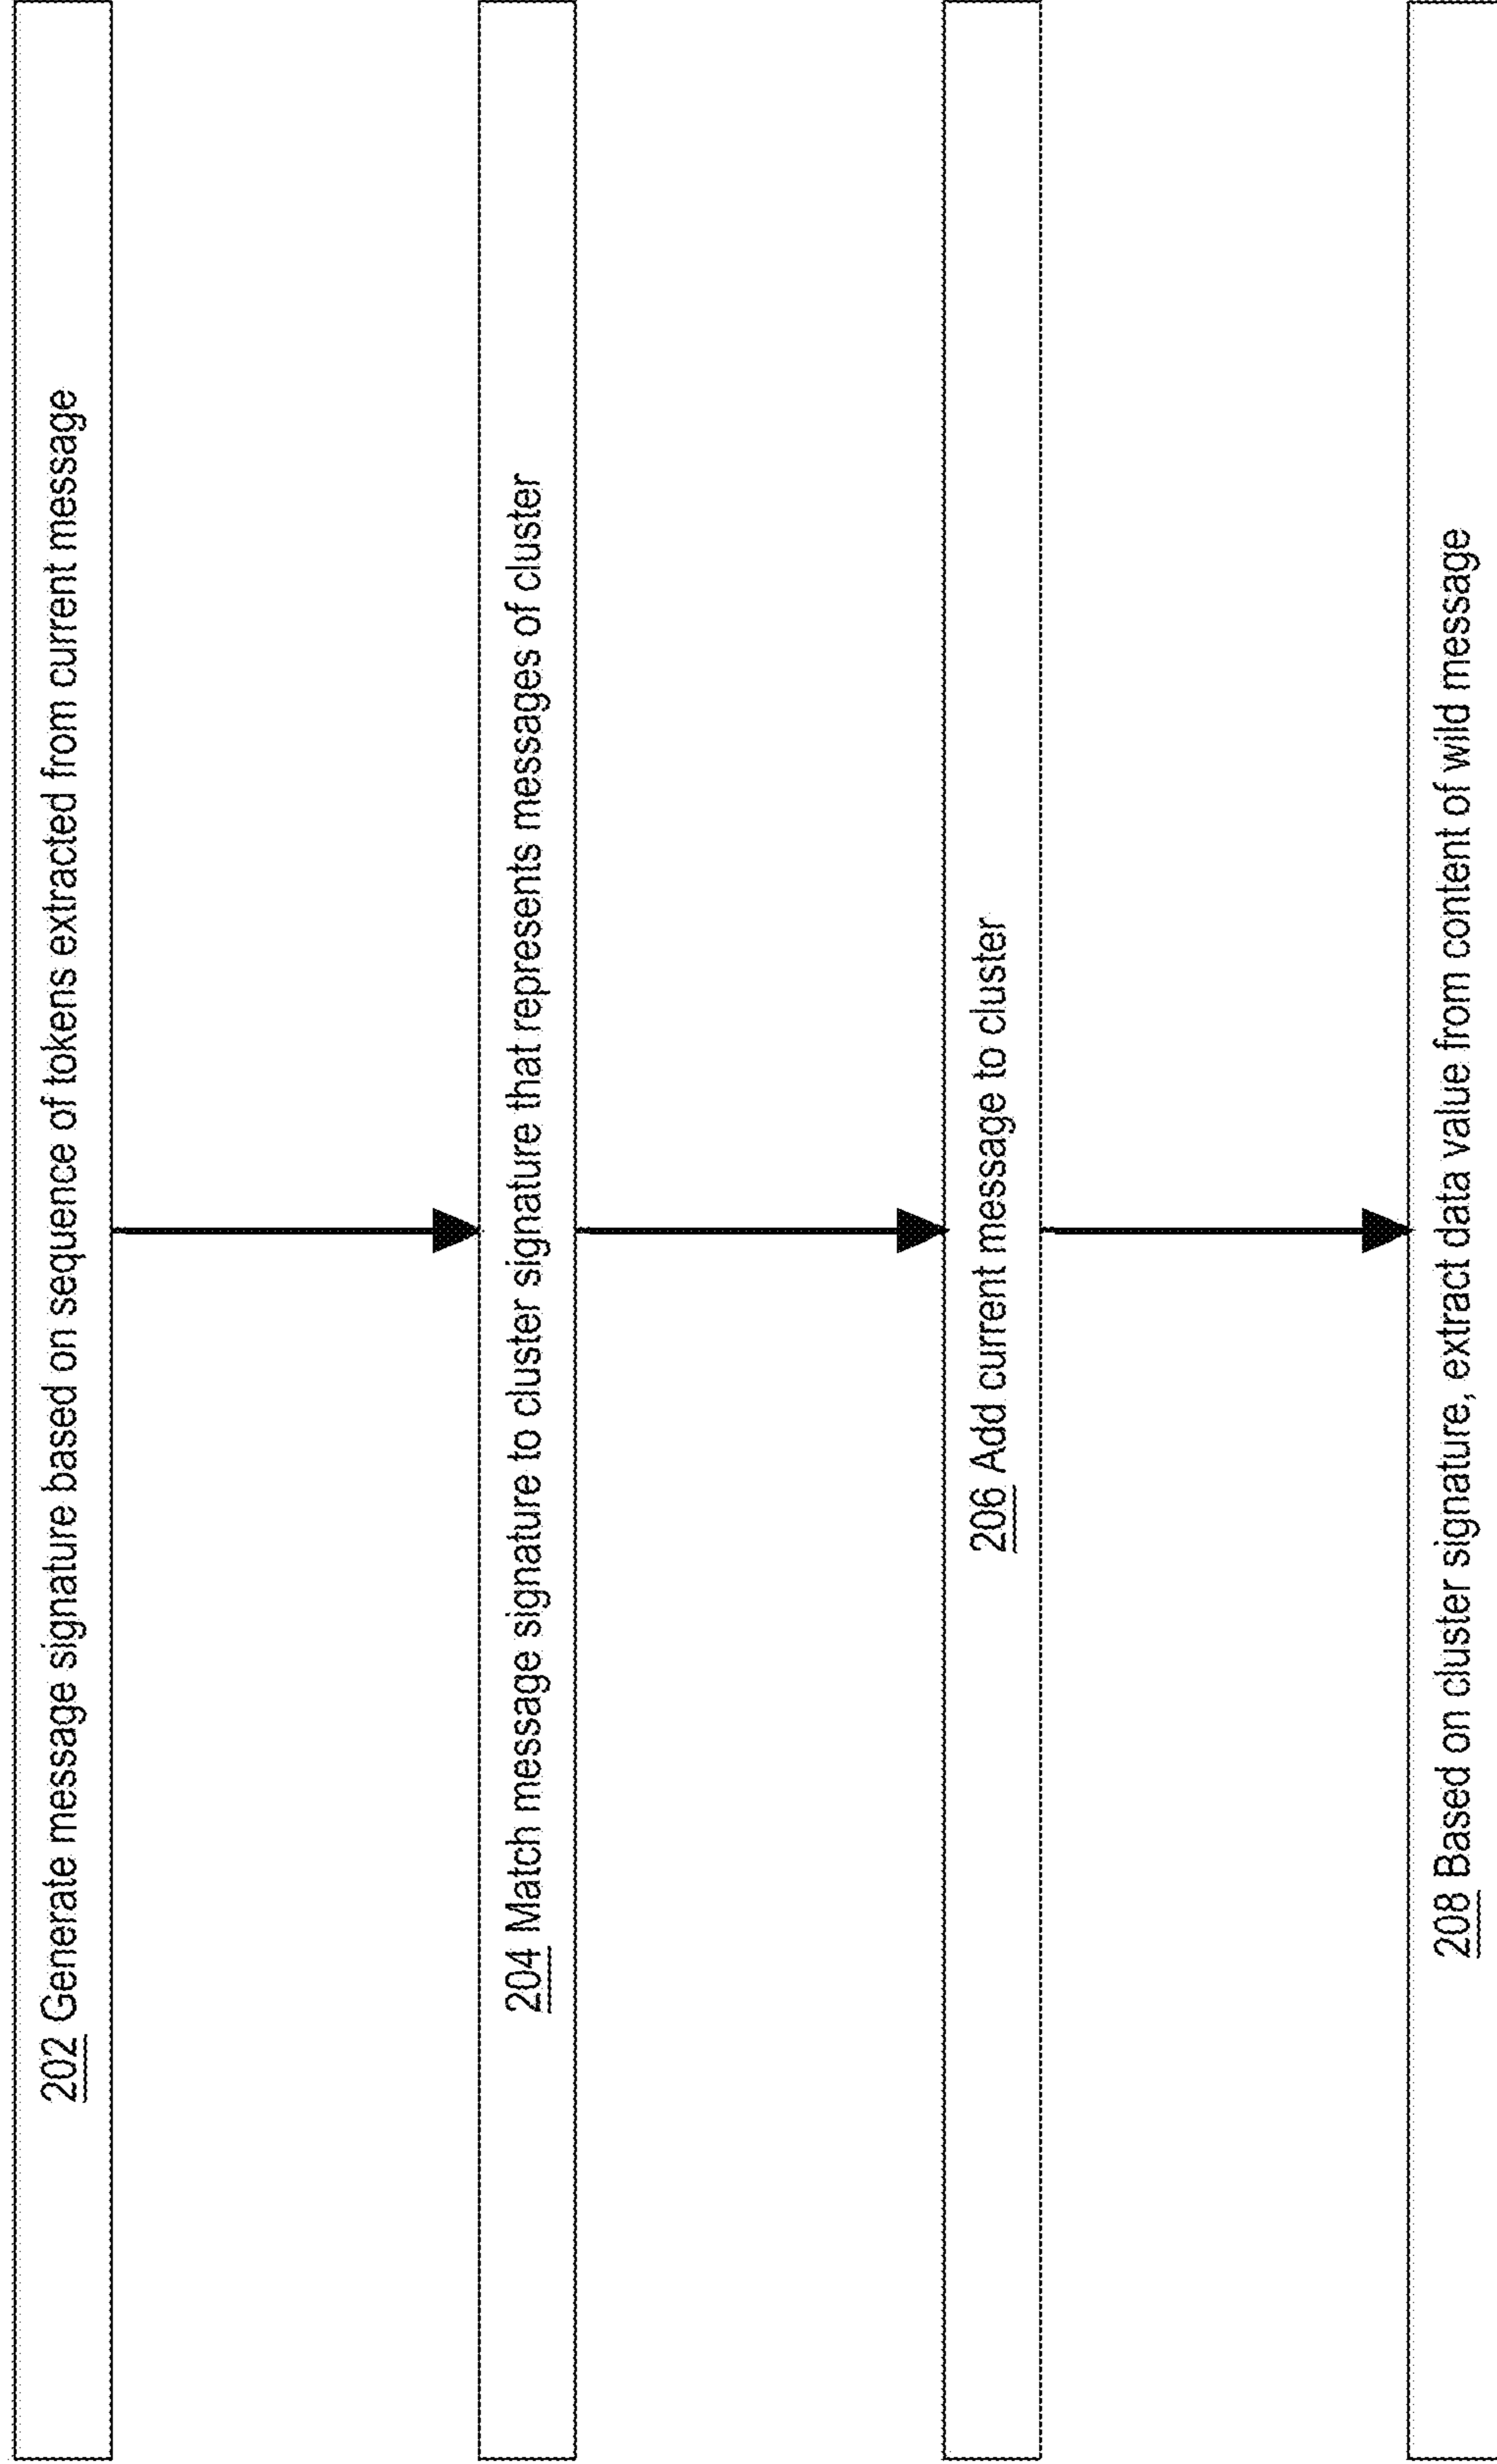 202 Generate message signature based on sequence of tokens extracted from current message
204 Match message signature to cluster signature that represents messages of cluster
206 Add current message to cluster
208 Based on cluster signature, extract data value from content of wild message